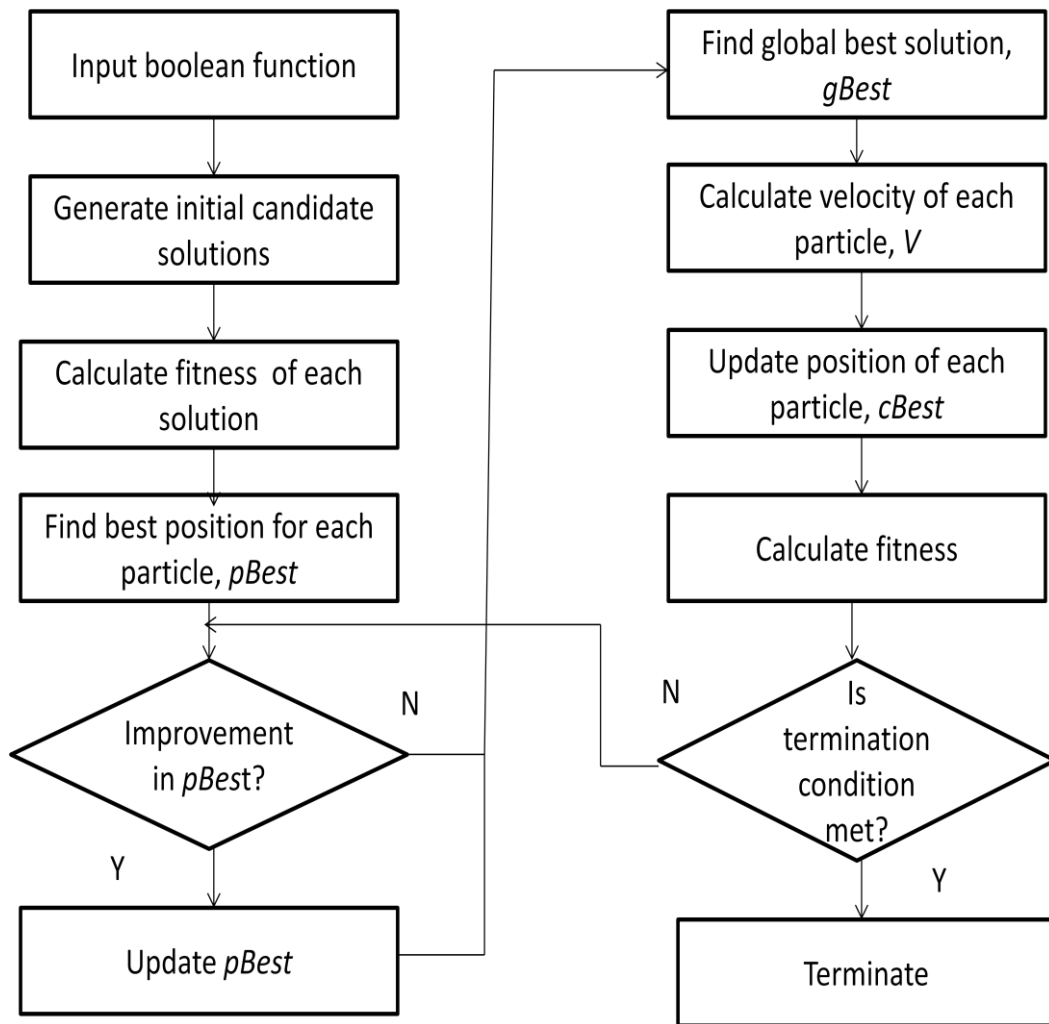 Input boolean function
Generate initial candidate
solutions
Calculate fitness of each
solution
Find best position for each
particle, pBest
Improvement
in pBest?
N
Y
Update pBest
Find global best solution,
gBest
Calculate velocity of each
particle, V
Update position of each
particle, cBest
Calculate fitness
Is
termination
condition
met?
N
Y
Terminate